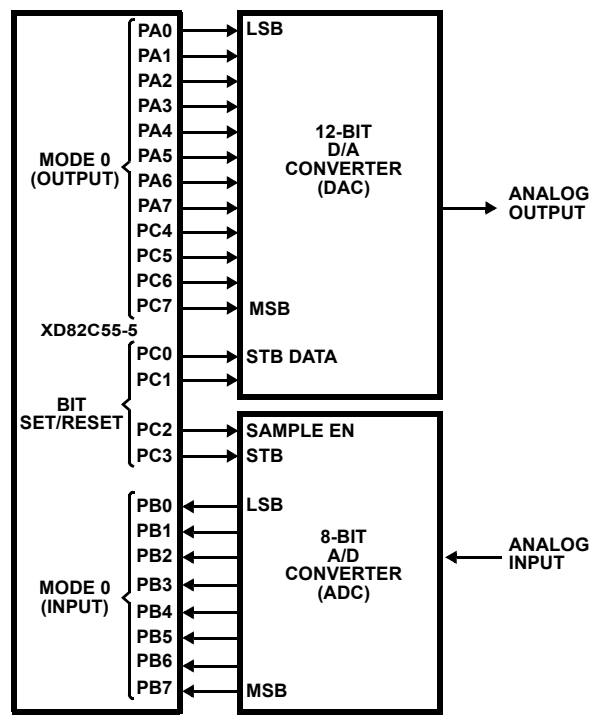 PA0
PA1
PA2
PA3
PA4
PA5
PA6
PA7
PC4
PC5
PC6
PC7
MODE 0
(OUTPUT)
LSB
12-BIT
D/A
CONVERTER
(DAC)
MSB
ANALOG
OUTPUT
XD82C55-5
PC0
PC1
STB DATA
BIT
SET/RESET
PC2
PC3
SAMPLE EN
STB
PB0
PB1
PB2
PB3
PB4
PB5
PB6
PB7
MODE 0
(INPUT)
LSB
8-BIT
A/D
CONVERTER
(ADC)
MSB
ANALOG
INPUT